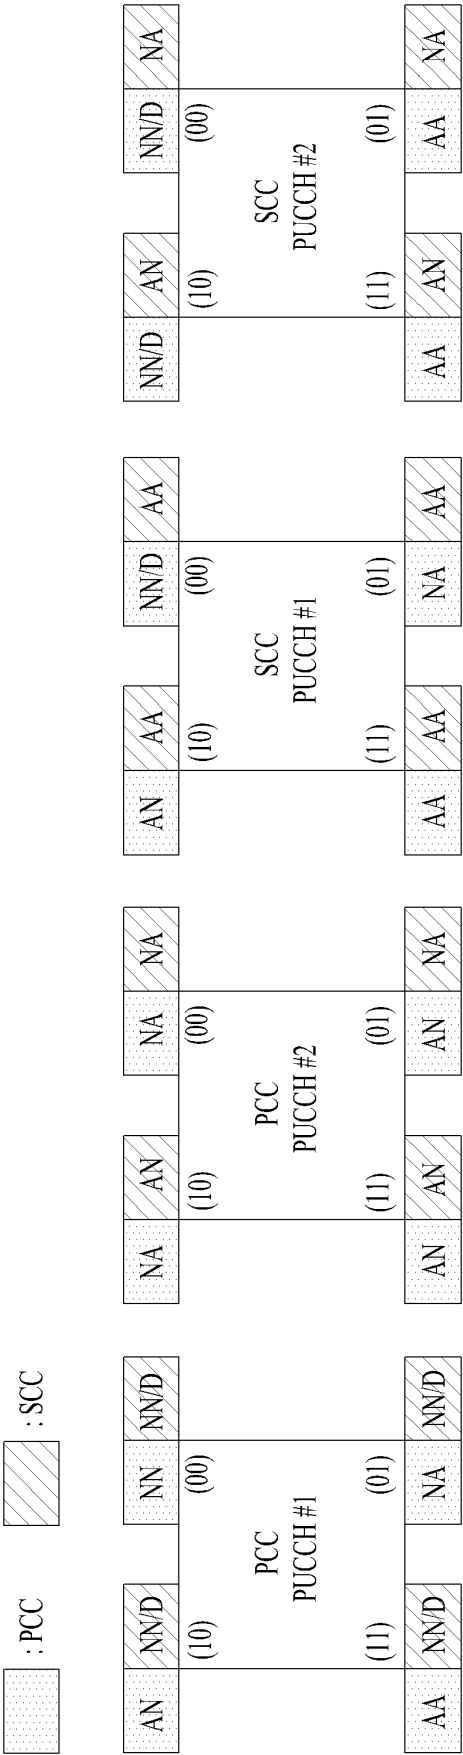 : PCC
: SCC
AN NN/D NN NN/D
(10) (00)
PCC
PUCCH #1
(11) (01)
AA NN/D NA NN/D
NA AN NA NA
(10) (00)
PCC
PUCCH #2
(11) (01)
AN AN AN NA
AN AA NN/D AA
(10) (00)
SCC
PUCCH #1
(11) (01)
AA AA NA AA
NN/D AN NN/D NA
(10) (00)
SCC
PUCCH #2
(11) (01)
AA AN AA NA